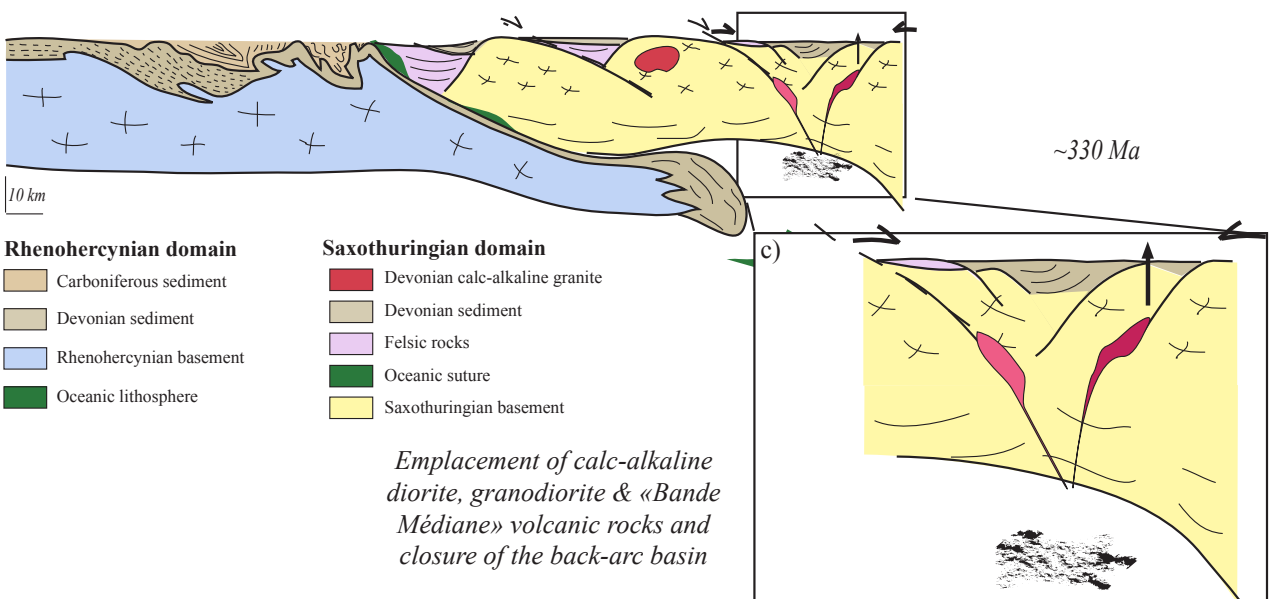 ~330 Ma
10 km
Rhenohercynian domain
Carboniferous sediment
Devonian sediment
Rhenohercynian basement
Oceanic lithosphere
Saxothuringian domain
Devonian calc-alkaline granite
Devonian sediment
Felsic rocks
Oceanic suture
Saxothuringian basement
Emplacement of calc-alkaline
diorite, granodiorite & «Bande
Médiane» volcanic rocks and
closure of the back-arc basin
c)